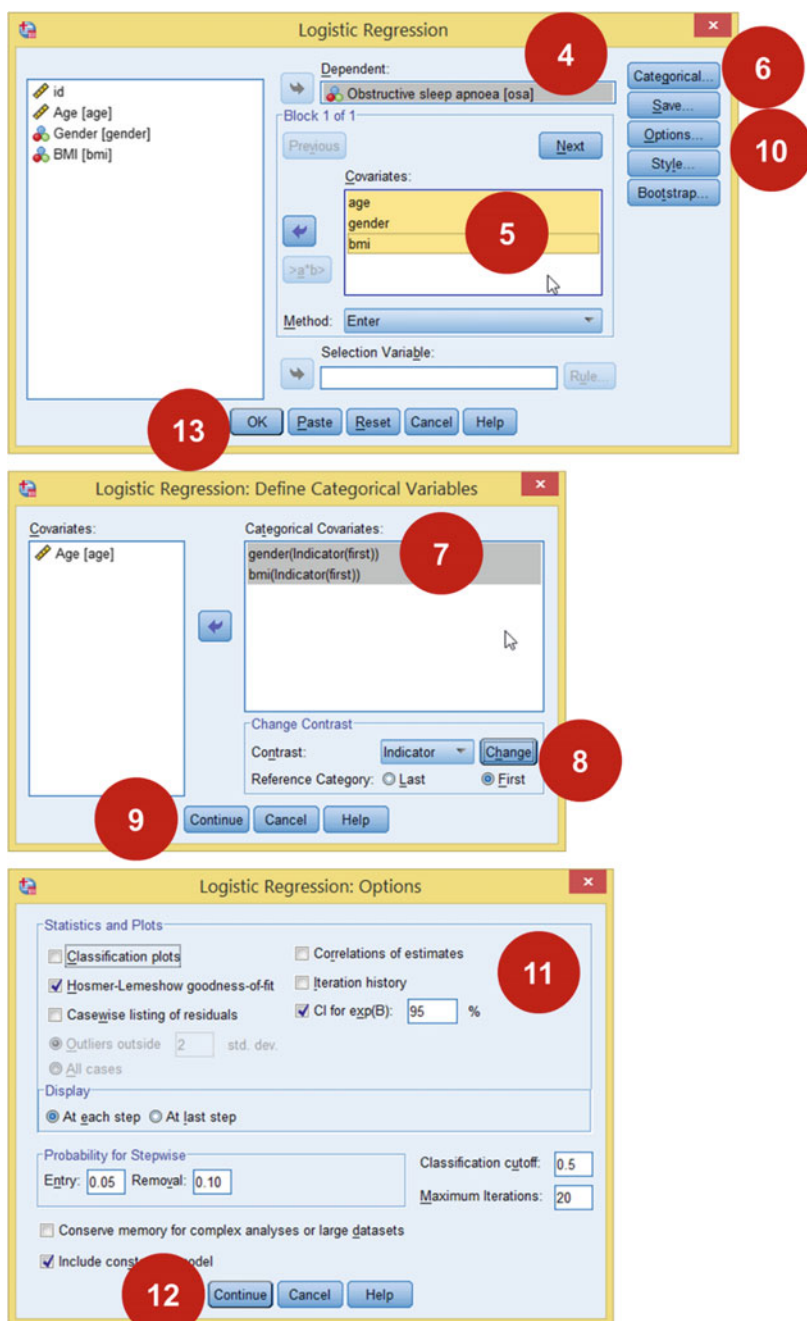 Logistic Regression
x
4
Dependent:
Obstructive sleep apnoea [osa]
id
Age [age]
Gender [gender]
BMI [bmi]
Block 1 of 1
Previous
Next
Covariates:
age
gender
bmi
5
>a*b>
Method: Enter
Selection Variable:
Rule...
Categorical...
6
Save...
Options...
10
Style...
Bootstrap...
13
OK Paste Reset Cancel Help
Logistic Regression: Define Categorical Variables
x
Covariates:
Age [age]
Categorical Covariates:
gender(Indicator(first))
bmi(Indicator(first))
7
Change Contrast
Contrast: Indicator Change
8
Reference Category: Last First
9
Continue Cancel Help
Logistic Regression: Options
x
Statistics and Plots
Classification plots
Correlations of estimates
11
Hosmer-Lemeshow goodness-of-fit
Iteration history
Casewise listing of residuals
CI for exp(B): 95 %
Outliers outside 2 std. dev.
All cases
Display
At each step At last step
Probability for Stepwise
Entry: 0.05 Removal: 0.10
Classification cutoff: 0.5
Maximum Iterations: 20
Conserve memory for complex analyses or large datasets
Include
12
Continue Cancel Help